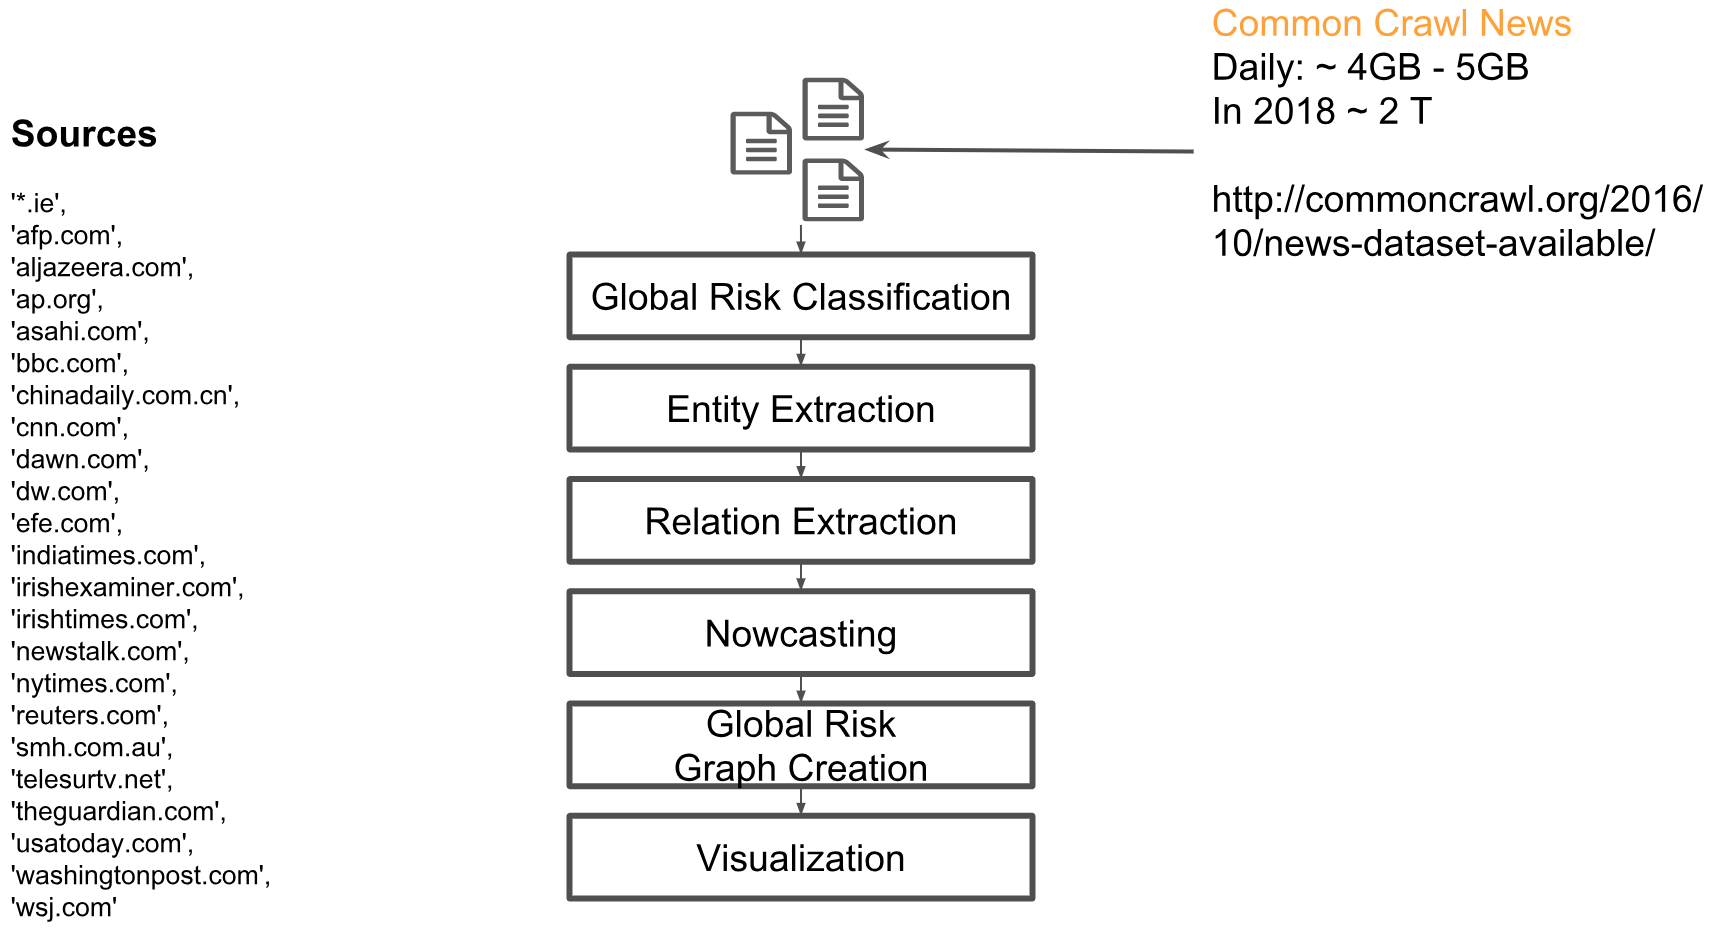 Sources
'*.ie',
'afp.com',
'aljazeera.com',
'ap.org',
'asahi.com',
'bbc.com',
'chinadaily.com.cn',
'cnn.com',
'dawn.com',
'dw.com',
'efe.com',
'indiatimes.com',
'irishexaminer.com',
'irishtimes.com',
'newstalk.com',
'nytimes.com',
'reuters.com',
'smh.com.au',
'telesurtv.net',
'theguardian.com',
'usatoday.com',
'washingtonpost.com',
'wsj.com'
Global Risk Classification
Entity Extraction
Relation Extraction
Nowcasting
Global Risk
Graph Creation
Visualization
Common Crawl News
Daily: ~ 4GB - 5GB
In 2018 ~ 2 T
http://commoncrawl.org/2016/
10/news-dataset-available/